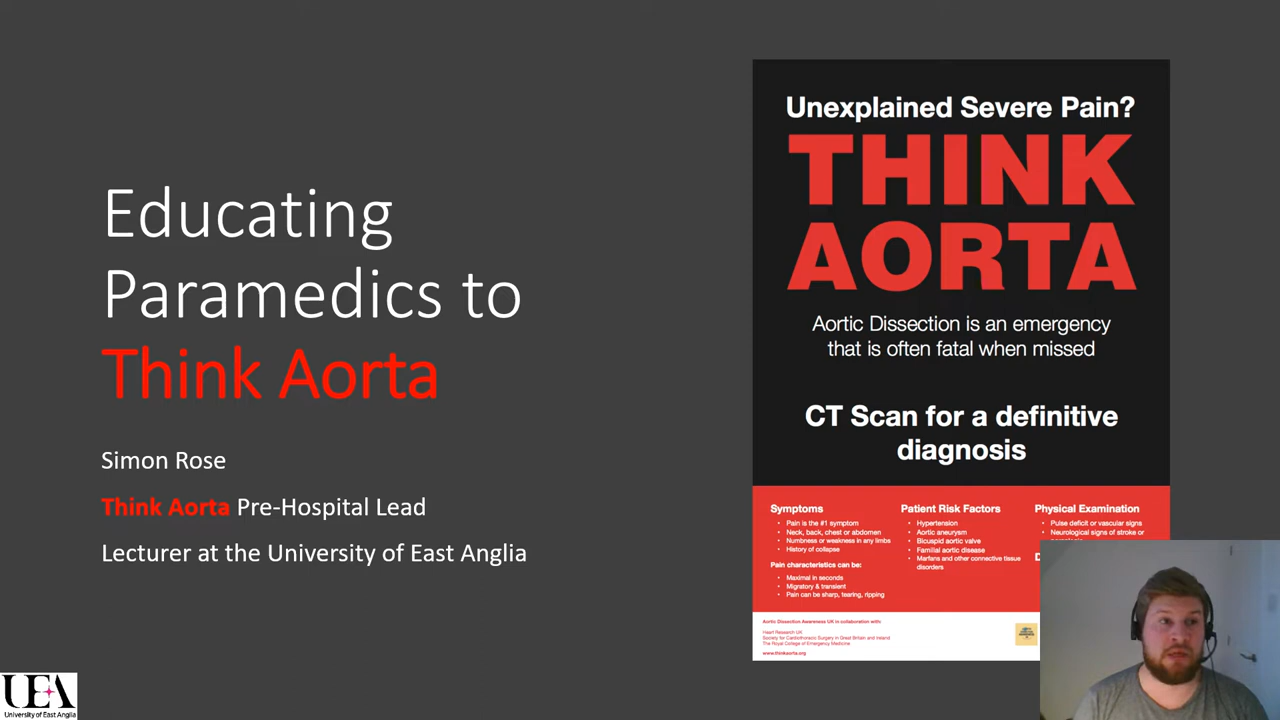 Educating
Paramedics to
Think Aorta
Simon Rose
Think Aorta Pre-Hospital Lead
Lecturer at the University of East Anglia
UEA
University of East Anglia
Unexplained Severe Pain?
THINK
AORTA
Aortic Dissection is an emergency
that is often fatal when missed
CT Scan for a definitive
diagnosis
Symptoms
• Pain is the #1 symptom
• Neck, back, chest or abdomen
• Numbness or weakness in any limbs
• History of collapse
Pain characteristics can be:
• Maximal in seconds
• Migratory & transient
• Pain can be sharp, tearing, ripping
Patient Risk Factors
• Hypertension
• Aortic aneurysm
• Bicuspid aortic valve
• Familial aortic disease
• Marfans and other connective tissue
disorders
Physical Examination
• Pulse deficit or vascular signs
• Neurological signs of stroke or
Aortic Dissection Awareness UK in collaboration with:
Heart Research UK
Society for Cardiothoracic Surgery in Great Britain and Ireland
The Royal College of Emergency Medicine
www.thinkaorta.org